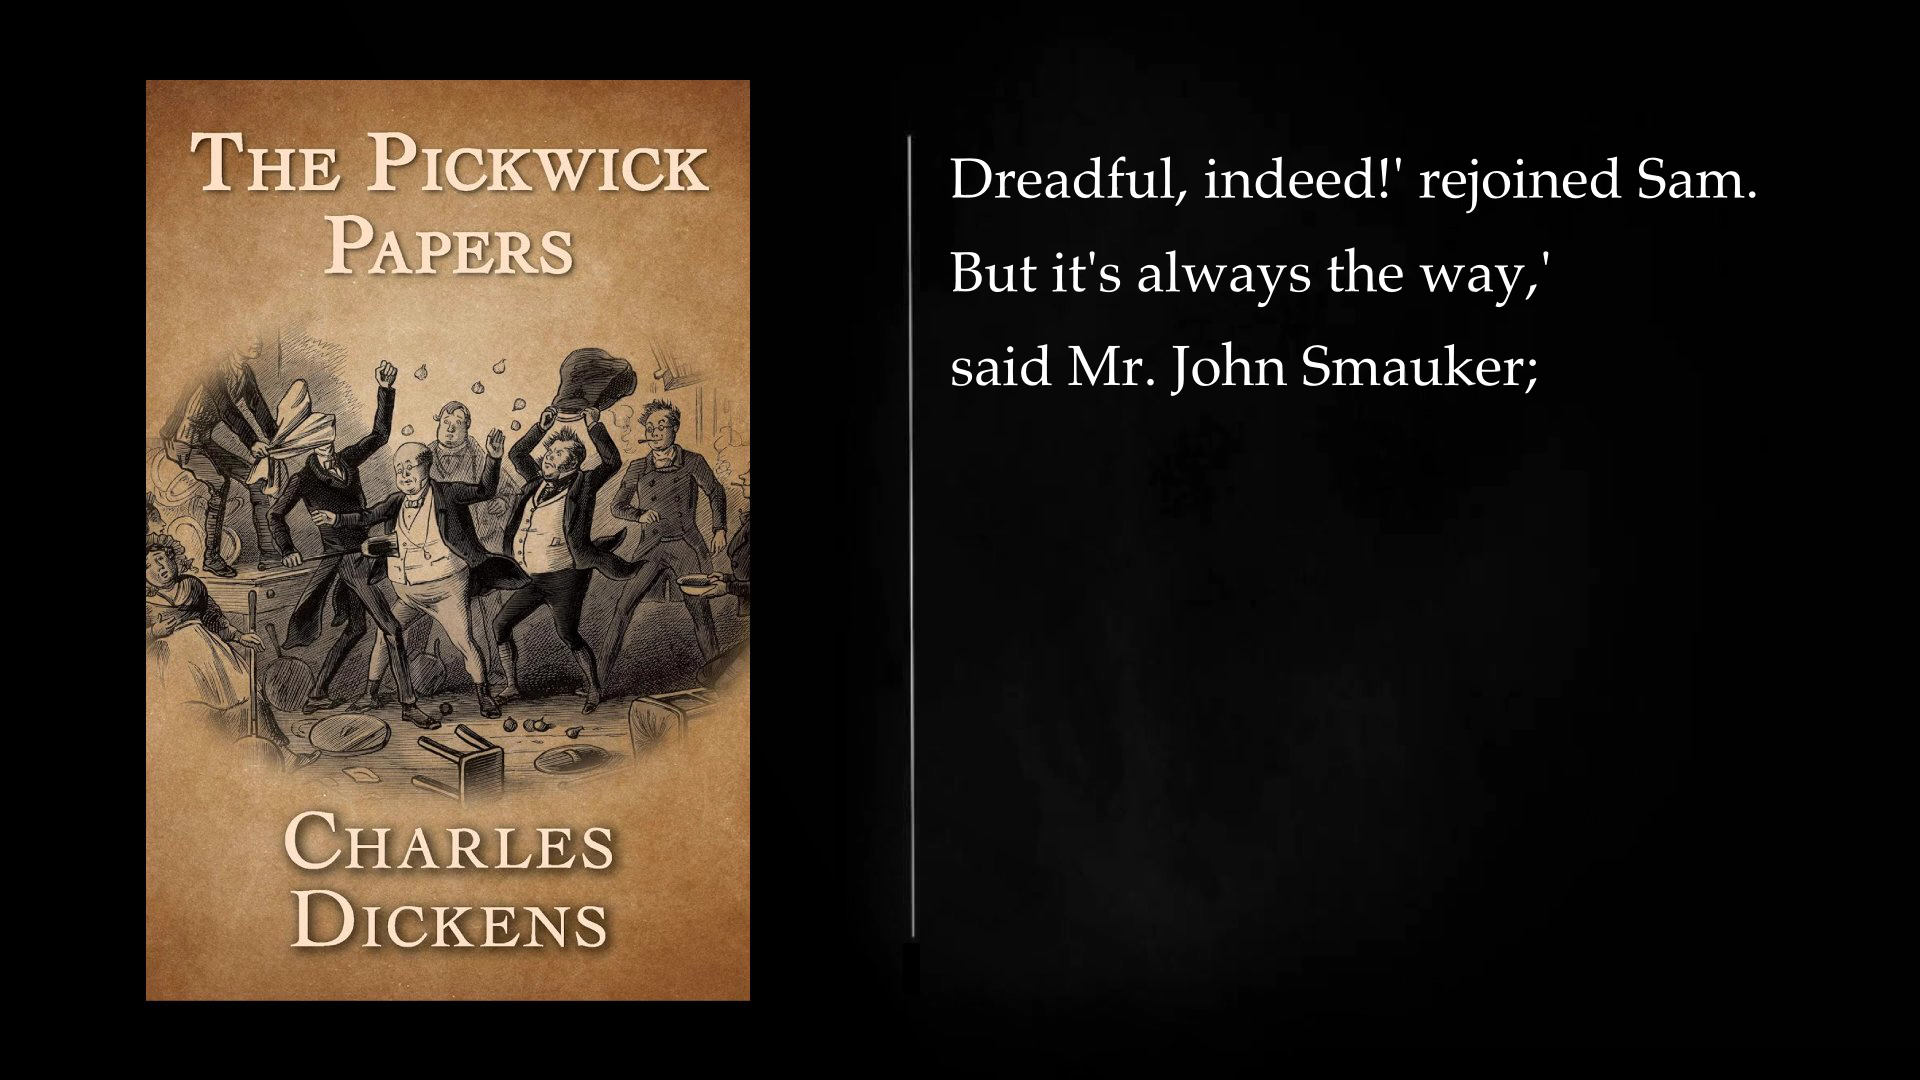 The Pickwick
Papers
Charles
Dickens
Dreadful, indeed!' rejoined Sam.
But it's always the way,'
said Mr. John Smauker;